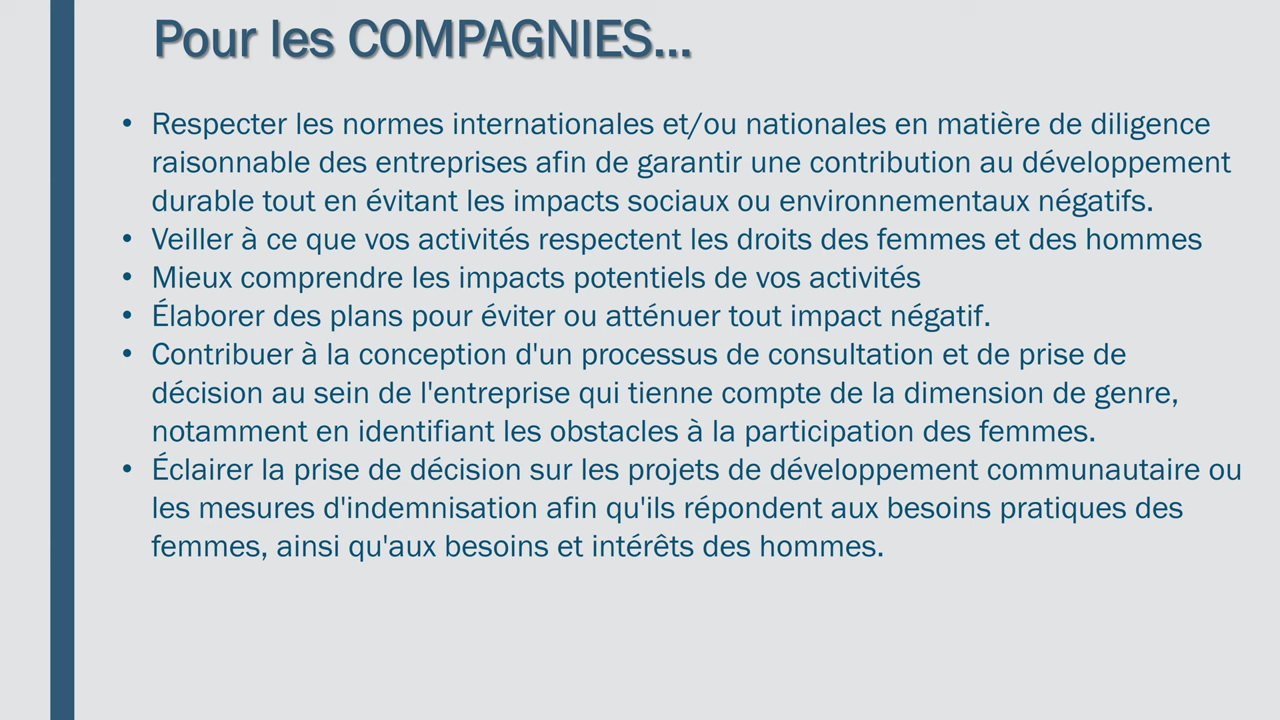 Pour les COMPAGNIES...
• Respecter les normes internationales et/ou nationales en matière de diligence
raisonnable des entreprises afin de garantir une contribution au développement
durable tout en évitant les impacts sociaux ou environnementaux négatifs.
• Veiller à ce que vos activités respectent les droits des femmes et des hommes
• Mieux comprendre les impacts potentiels de vos activités
• Élaborer des plans pour éviter ou atténuer tout impact négatif.
• Contribuer à la conception d'un processus de consultation et de prise de
décision au sein de l'entreprise qui tienne compte de la dimension de genre,
notamment en identifiant les obstacles à la participation des femmes.
• Éclairer la prise de décision sur les projets de développement communautaire ou
les mesures d'indemnisation afin qu'ils répondent aux besoins pratiques des
femmes, ainsi qu'aux besoins et intérêts des hommes.